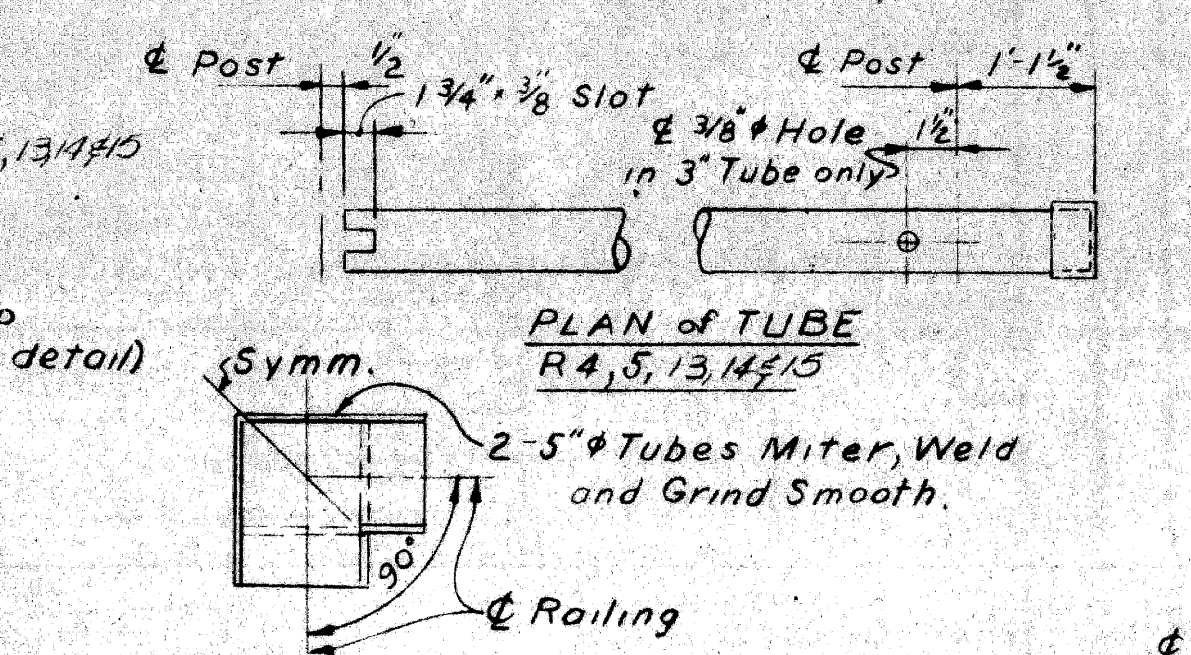 ℄ Post
1/2"
1 3/4" x 3/8" Slot
℄ Post
1'-1 1/2"
℄ 3/8" ϕ Hole
1 1/2"
in 3" Tube only
, 13, 14 & 15
PLAN of TUBE
R 4, 5, 13, 14 & 15
detail)
Symm.
2-5" ϕ Tubes Miter, Weld
and Grind Smooth.
90°
℄ Railing
℄